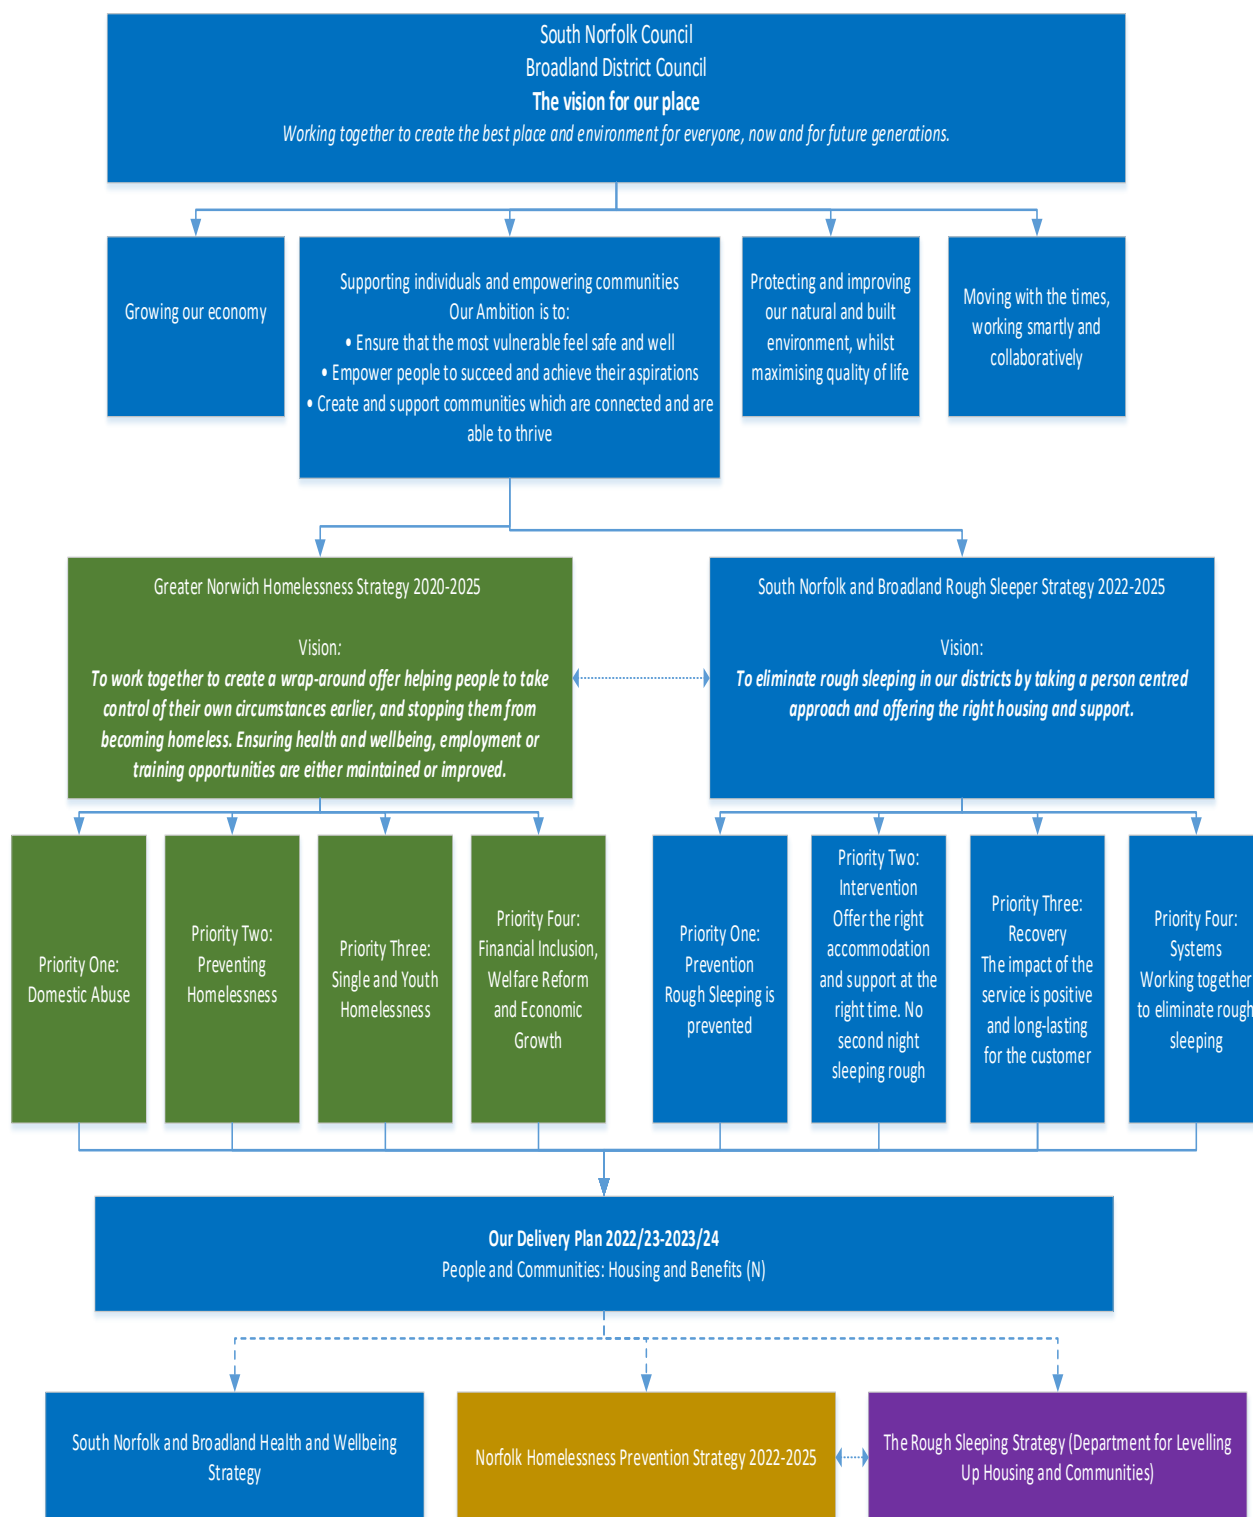 South Norfolk Council
Broadland District Council
The vision for our place
Working together to create the best place and environment for everyone, now and for future generations.
Growing our economy
Supporting individuals and empowering communities
Our Ambition is to:
• Ensure that the most vulnerable feel safe and well
• Empower people to succeed and achieve their aspirations
• Create and support communities which are connected and are
able to thrive
Protecting and improving
our natural and built
environment, whilst
maximising quality of life
Moving with the times,
working smartly and
collaboratively
Greater Norwich Homelessness Strategy 2020-2025
Vision:
To work together to create a wrap-around offer helping people to take
control of their own circumstances earlier, and stopping them from
becoming homeless. Ensuring health and wellbeing, employment or
training opportunities are either maintained or improved.
South Norfolk and Broadland Rough Sleeper Strategy 2022-2025
Vision:
To eliminate rough sleeping in our districts by taking a person centred
approach and offering the right housing and support.
Priority One:
Domestic Abuse
Priority Two:
Preventing
Homelessness
Priority Three:
Single and Youth
Homelessness
Priority Four:
Financial Inclusion,
Welfare Reform
and Economic
Growth
Priority One:
Prevention
Rough Sleeping is
prevented
Priority Two:
Intervention
Offer the right
accommodation
and support at the
right time. No
second night
sleeping rough
Priority Three:
Recovery
The impact of the
service is positive
and long-lasting
for the customer
Priority Four:
Systems
Working together
to eliminate rough
sleeping
Our Delivery Plan 2022/23-2023/24
People and Communities: Housing and Benefits (N)
South Norfolk and Broadland Health and Wellbeing
Strategy
Norfolk Homelessness Prevention Strategy 2022-2025
The Rough Sleeping Strategy (Department for Levelling
Up Housing and Communities)